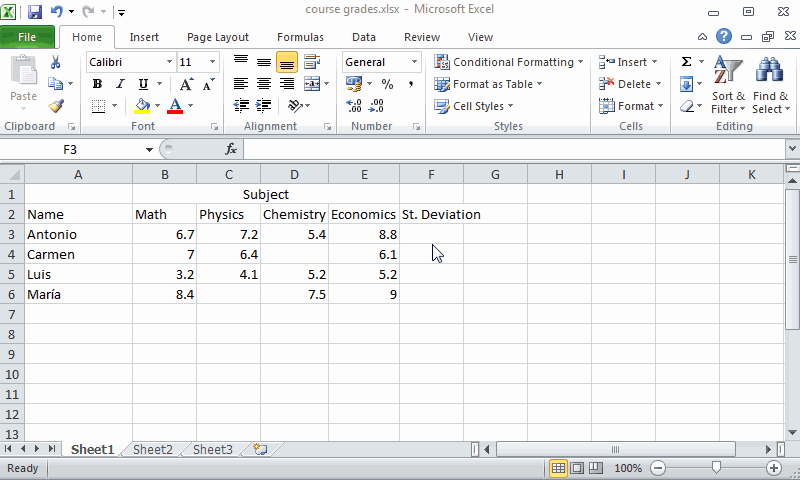 course grades.xlsx - Microsoft Excel
File Home Insert Page Layout Formulas Data Review View
Calibri 11 General Conditional Formatting Insert Σ
Paste B I U A A % Format as Table Delete Sort & Filter Find & Select
A Cell Styles Format
Clipboard Font Alignment Number Styles Cells Editing
F3 fx
A B C D E F G H I J K
1 Subject
2 Name Math Physics Chemistry Economics St. Deviation
3 Antonio 6.7 7.2 5.4 8.8
4 Carmen 7 6.4 6.1
5 Luis 3.2 4.1 5.2 5.2
6 María 8.4 7.5 9
7
8
9
10
11
12
13
Sheet1 Sheet2 Sheet3
Ready 100%